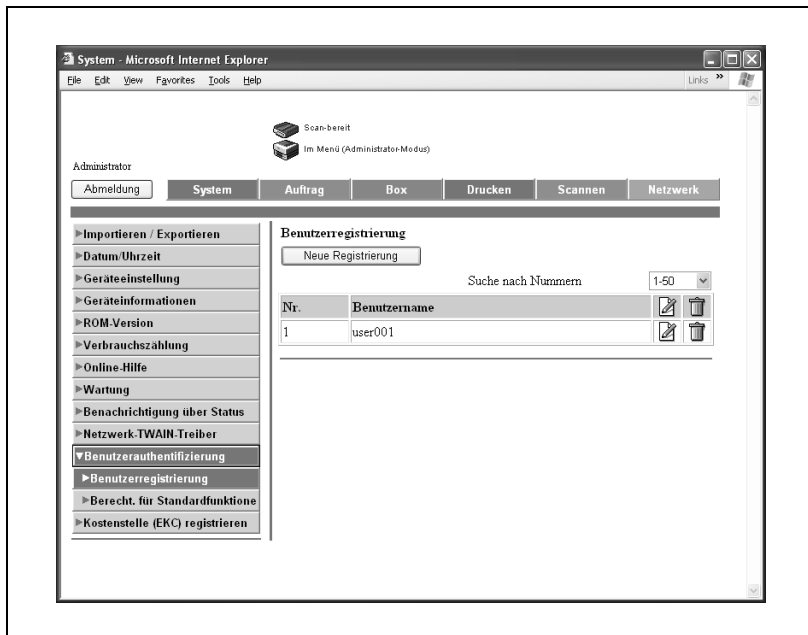 System - Microsoft Internet Explorer
File Edit View Favorites Tools Help
Links »
Scan-bereit
Im Menü (Administrator-Modus)
Administrator
Abmeldung
System Auftrag Box Drucken Scannen Netzwerk
Importieren / Exportieren
Datum/Uhrzeit
Geräteeinstellung
Geräteinformationen
ROM-Version
Verbrauchszählung
Online-Hilfe
Wartung
Benachrichtigung über Status
Netzwerk-TWAIN-Treiber
Benutzerauthentifizierung
Benutzerregistrierung
Berecht. für Standardfunktione
Kostenstelle (EKC) registrieren
Benutzerregistrierung
Neue Registrierung
Suche nach Nummern 1-50
Nr. Benutzername
1 user001